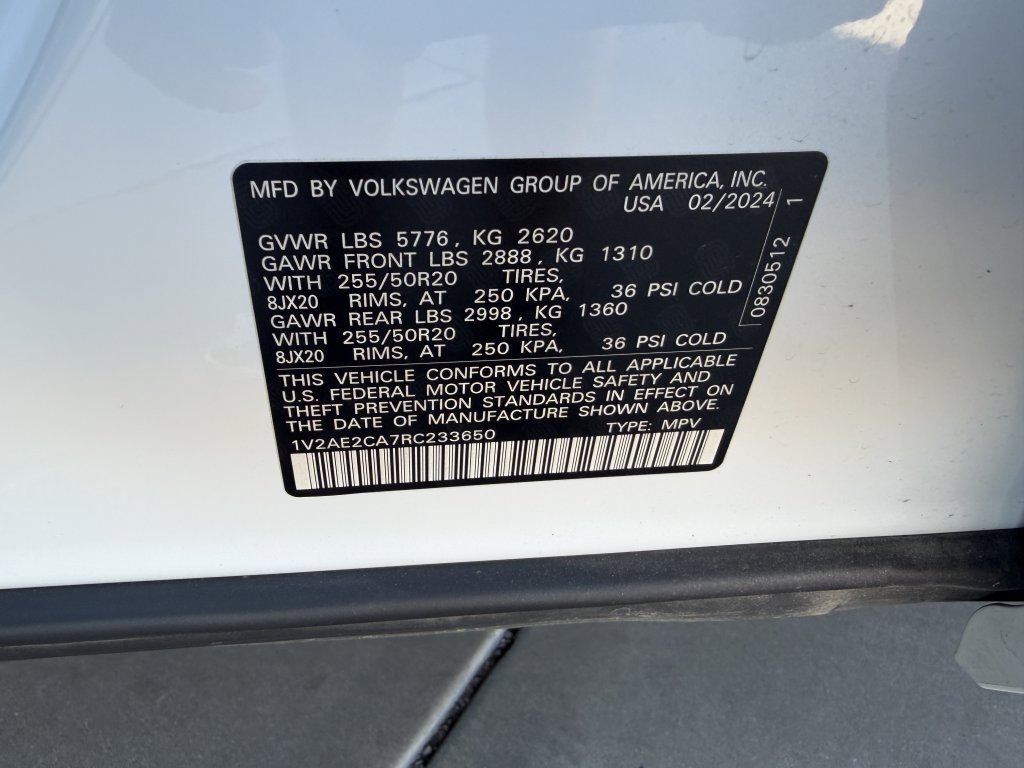 MFD BY VOLKSWAGEN GROUP OF AMERICA, INC.
USA 02/2024
GVWR LBS 5776, KG 2620
GAWR FRONT LBS 2888, KG 1310
WITH 255/50R20 TIRES,
8JX20 RIMS, AT 250 KPA, 36 PSI COLD
GAWR REAR LBS 2998, KG 1360
WITH 255/50R20 TIRES,
8JX20 RIMS, AT 250 KPA, 36 PSI COLD
THIS VEHICLE CONFORMS TO ALL APPLICABLE
U.S. FEDERAL MOTOR VEHICLE SAFETY AND
THEFT PREVENTION STANDARDS IN EFFECT ON
THE DATE OF MANUFACTURE SHOWN ABOVE.
1V2AE2CA7RC233650 TYPE: MPV
0830512 1